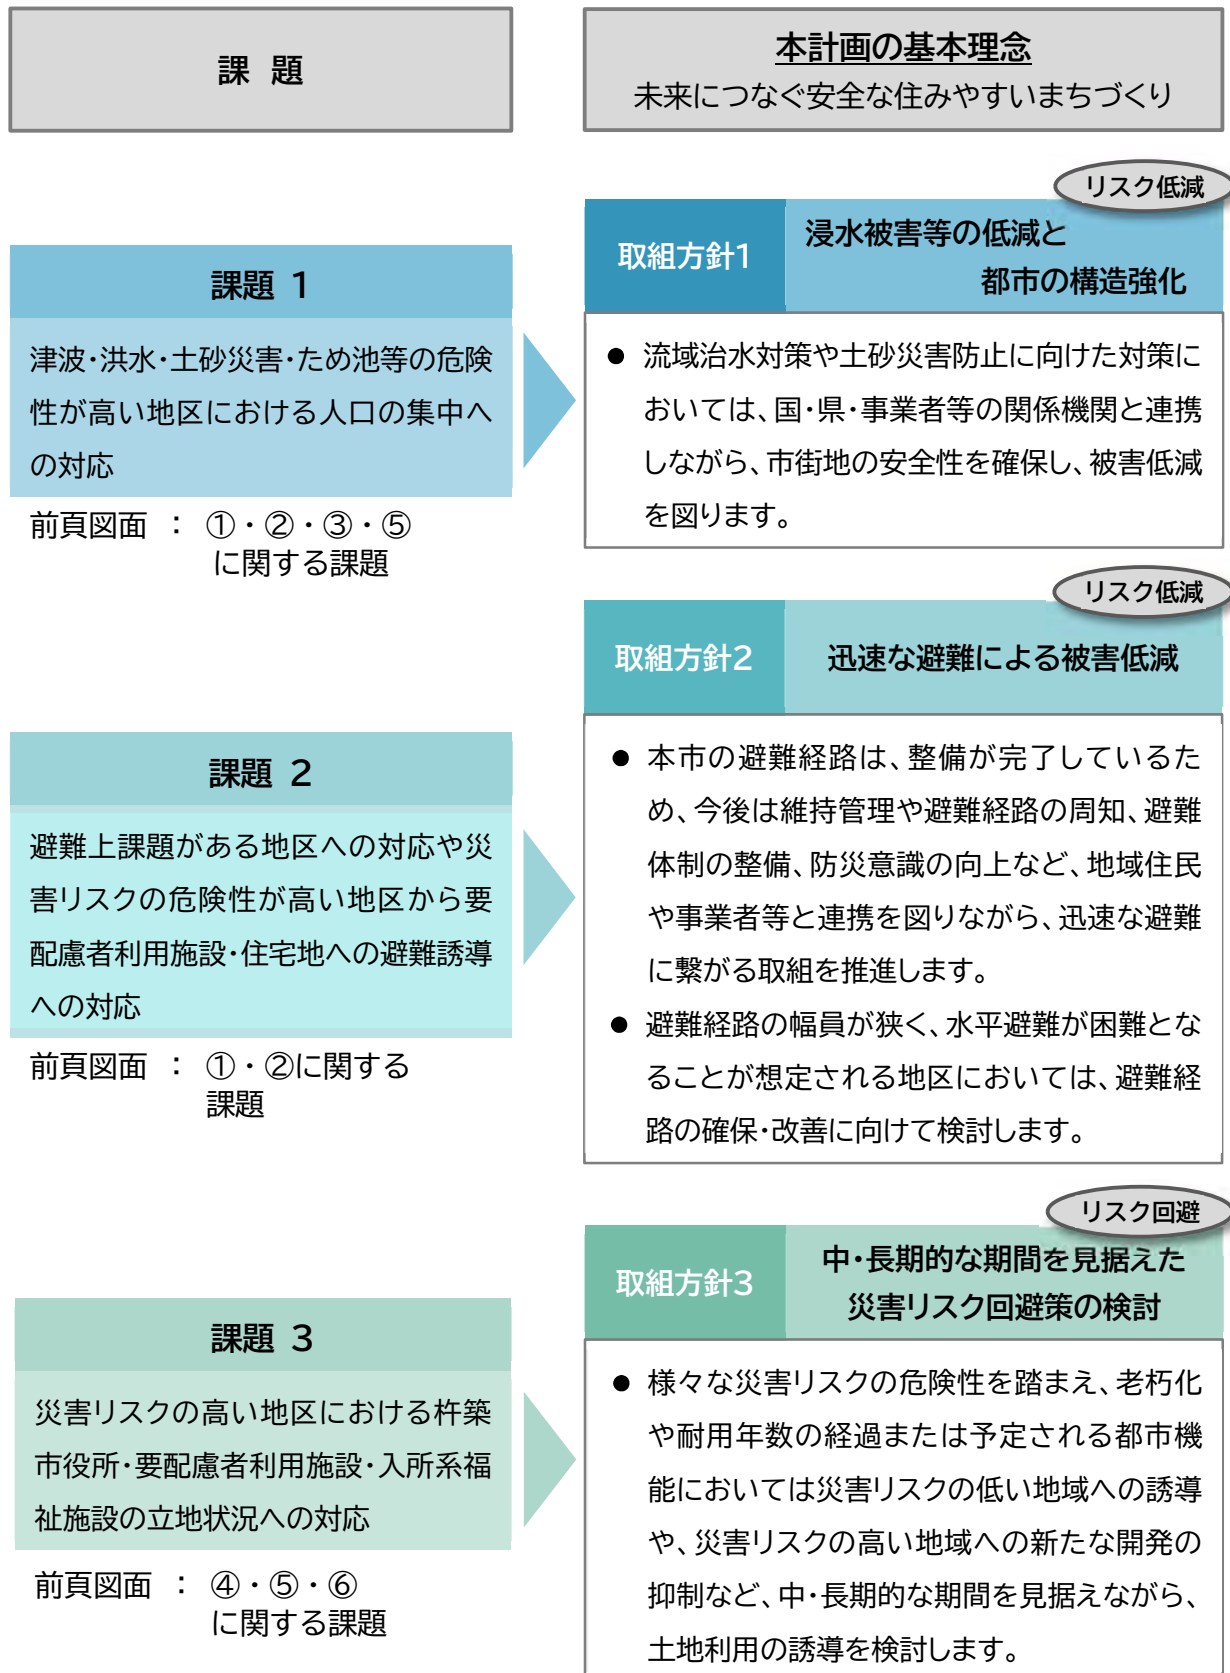 課 題
本計画の基本理念
未来につなぐ安全な住みやすいまちづくり
課題 1
津波・洪水・土砂災害・ため池等の危険
性が高い地区における人口の集中へ
の対応
前頁図面 ： ①・②・③・⑤
に関する課題
リスク低減
取組方針1
浸水被害等の低減と
都市の構造強化
● 流域治水対策や土砂災害防止に向けた対策に
おいては、国・県・事業者等の関係機関と連携
しながら、市街地の安全性を確保し、被害低減
を図ります。
課題 2
避難上課題がある地区への対応や災
害リスクの危険性が高い地区から要
配慮者利用施設・住宅地への避難誘導
への対応
前頁図面 ： ①・②に関する
課題
リスク低減
取組方針2
迅速な避難による被害低減
● 本市の避難経路は、整備が完了しているた
め、今後は維持管理や避難経路の周知、避難
体制の整備、防災意識の向上など、地域住民
や事業者等と連携を図りながら、迅速な避難
に繋がる取組を推進します。
● 避難経路の幅員が狭く、水平避難が困難とな
ることが想定される地区においては、避難経
路の確保・改善に向けて検討します。
課題 3
災害リスクの高い地区における杵築
市役所・要配慮者利用施設・入所系福
祉施設の立地状況への対応
前頁図面 ： ④・⑤・⑥
に関する課題
リスク回避
取組方針3
中・長期的な期間を見据えた
災害リスク回避策の検討
● 様々な災害リスクの危険性を踏まえ、老朽化
や耐用年数の経過または予定される都市機
能においては災害リスクの低い地域への誘導
や、災害リスクの高い地域への新たな開発の
抑制など、中・長期的な期間を見据えながら、
土地利用の誘導を検討します。